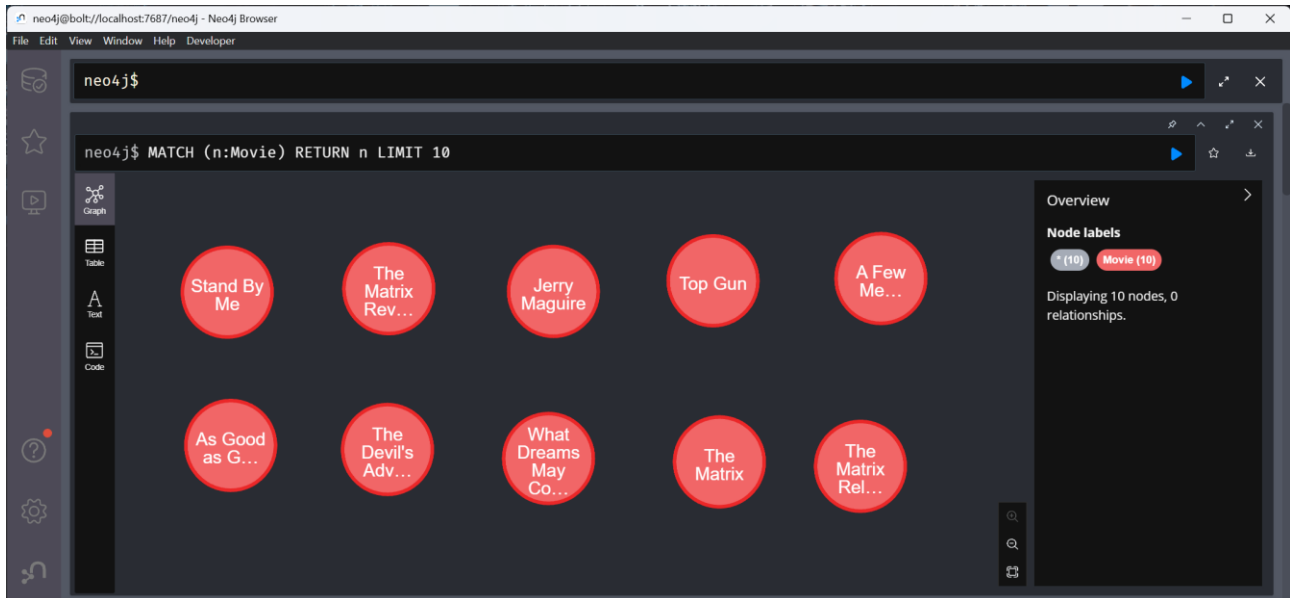 neo4j@bolt://localhost:7687/neo4j - Neo4j Browser
File Edit View Window Help Developer
neo4j$
neo4j$ MATCH (n:Movie) RETURN n LIMIT 10
Graph
Table
Text
Code
Stand By
Me
The
Matrix
Rev...
Jerry
Maguire
Top Gun
A Few
Me...
As Good
as G...
The
Devil's
Adv...
What
Dreams
May
Co...
The
Matrix
The
Matrix
Rel...
Overview
Node labels
* (10) Movie (10)
Displaying 10 nodes, 0
relationships.